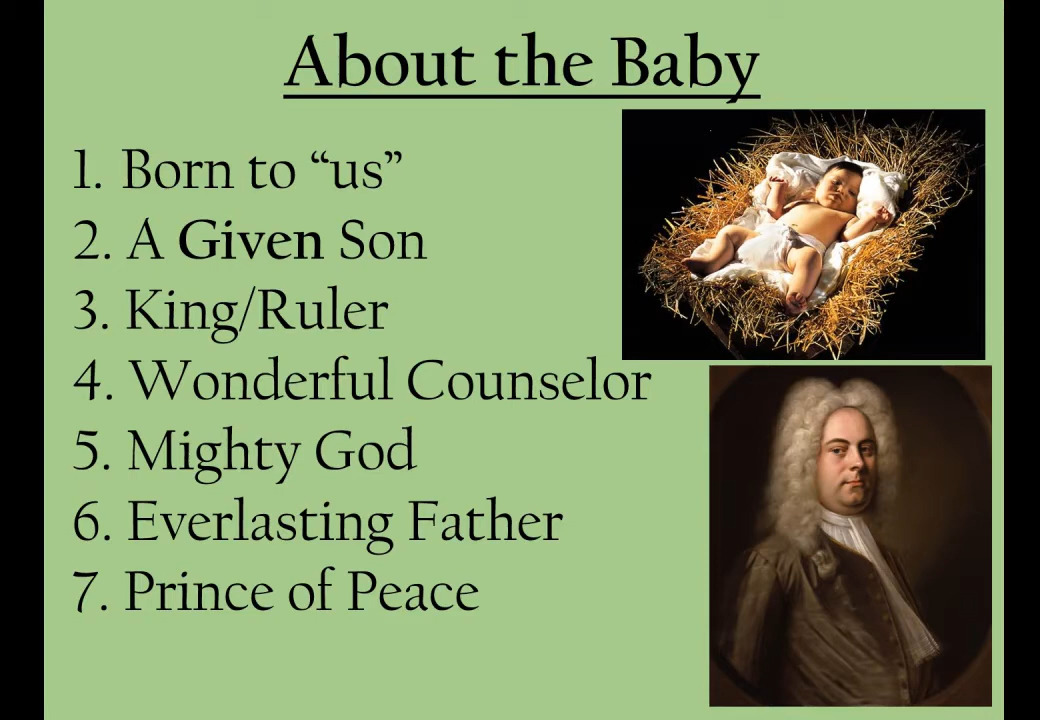 About the Baby
1. Born to “us”
2. A Given Son
3. King/Ruler
4. Wonderful Counselor
5. Mighty God
6. Everlasting Father
7. Prince of Peace